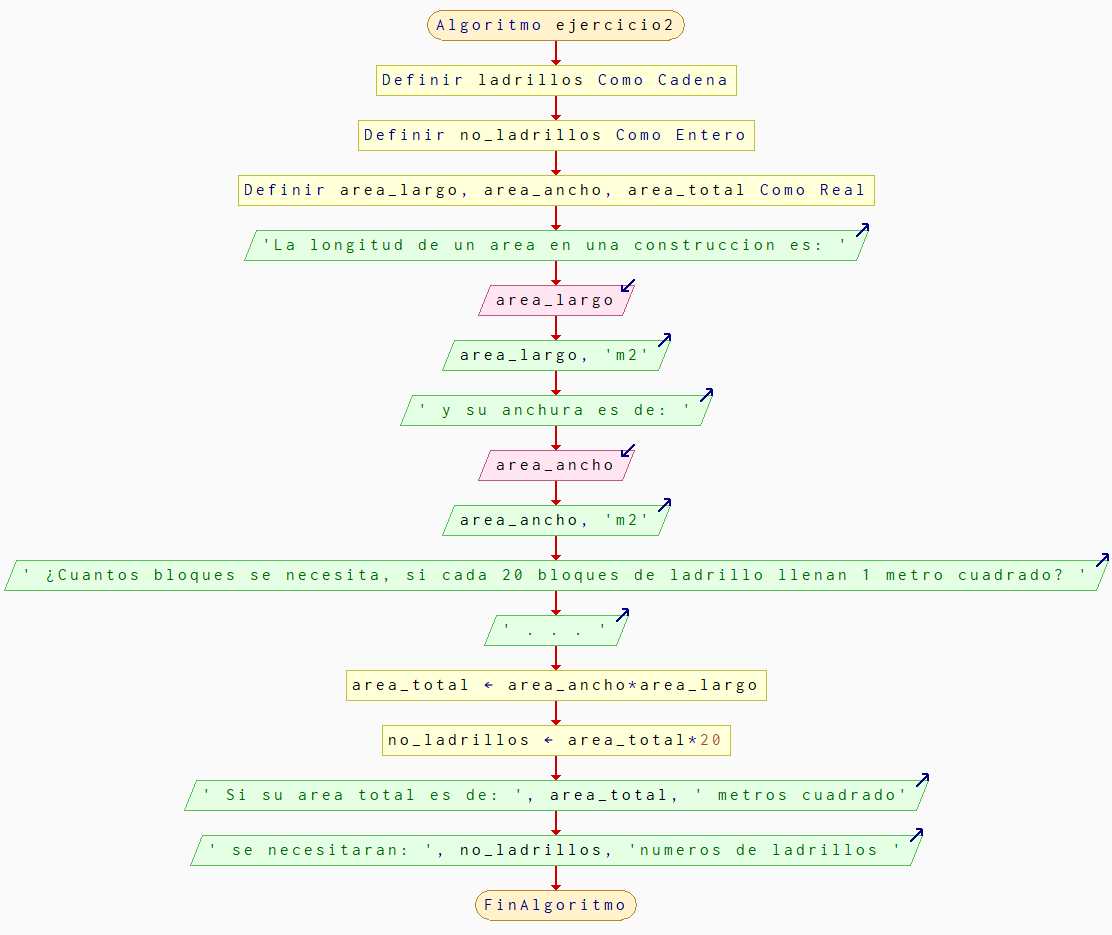 Algoritmo ejercicio2
Definir ladrillos Como Cadena
Definir no_ladrillos Como Entero
Definir area_largo, area_ancho, area_total Como Real
'La longitud de un area en una construccion es: '
area_largo
area_largo, 'm2'
' y su anchura es de: '
area_ancho
area_ancho, 'm2'
' ¿Cuantos bloques se necesita, si cada 20 bloques de ladrillo llenan 1 metro cuadrado? '
' . . . '
area_total ← area_ancho*area_largo
no_ladrillos ← area_total*20
' Si su area total es de: ', area_total, ' metros cuadrado'
' se necesitaran: ', no_ladrillos, 'numeros de ladrillos '
FinAlgoritmo